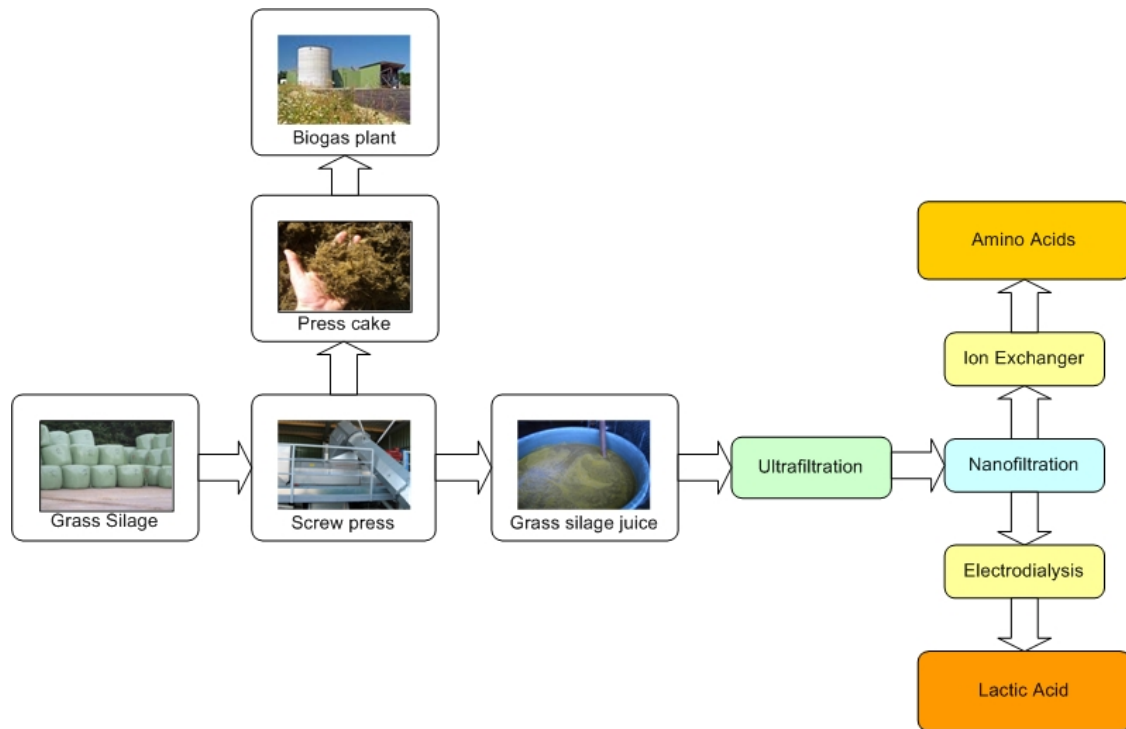 Biogas plant
Press cake
Grass Silage
Screw press
Grass silage juice
Ultrafiltration
Nanofiltration
Ion Exchanger
Amino Acids
Electrodialysis
Lactic Acid